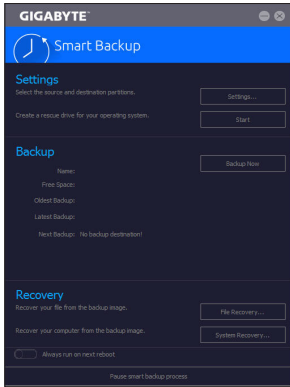 GIGABYTE™
Smart Backup
Settings
Select the source and destination partitions.
Settings...
Create a rescue drive for your operating system.
Start
Backup
Backup Now
Name:
Free Space:
Oldest Backup:
Latest Backup:
Next Backup: No backup destination!
Recovery
Recover your file from the backup image.
File Recovery...
Recover your computer from the backup image.
System Recovery...
Always run on next reboot
Pause smart backup process